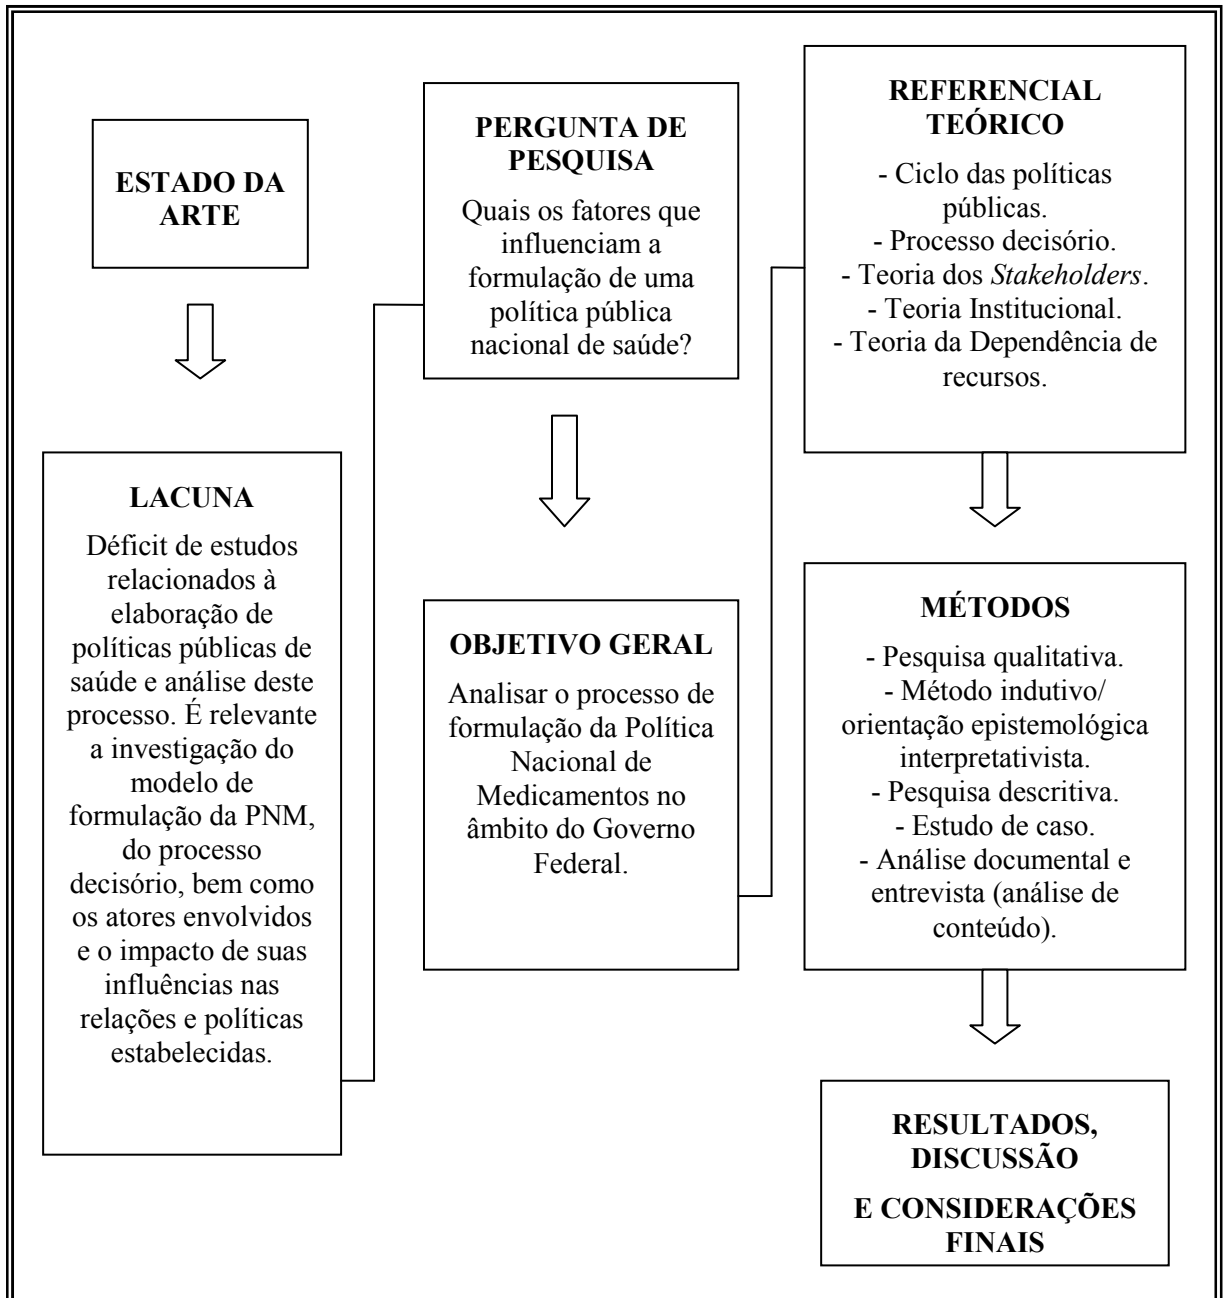 ESTADO DA
ARTE
LACUNA
Déficit de estudos
relacionados à
elaboração de
políticas públicas de
saúde e análise deste
processo. É relevante
a investigação do
modelo de
formulação da PNM,
do processo
decisório, bem como
os atores envolvidos
e o impacto de suas
influências nas
relações e políticas
estabelecidas.
PERGUNTA DE
PESQUISA
Quais os fatores que
influenciam a
formulação de uma
política pública
nacional de saúde?
OBJETIVO GERAL
Analisar o processo de
formulação da Política
Nacional de
Medicamentos no
âmbito do Governo
Federal.
REFERENCIAL
TEÓRICO
- Ciclo das políticas
públicas.
- Processo decisório.
- Teoria dos Stakeholders.
- Teoria Institucional.
- Teoria da Dependência de
recursos.
MÉTODOS
- Pesquisa qualitativa.
- Método indutivo/
orientação epistemológica
interpretativista.
- Pesquisa descritiva.
- Estudo de caso.
- Análise documental e
entrevista (análise de
conteúdo).
RESULTADOS,
DISCUSSÃO
E CONSIDERAÇÕES
FINAIS